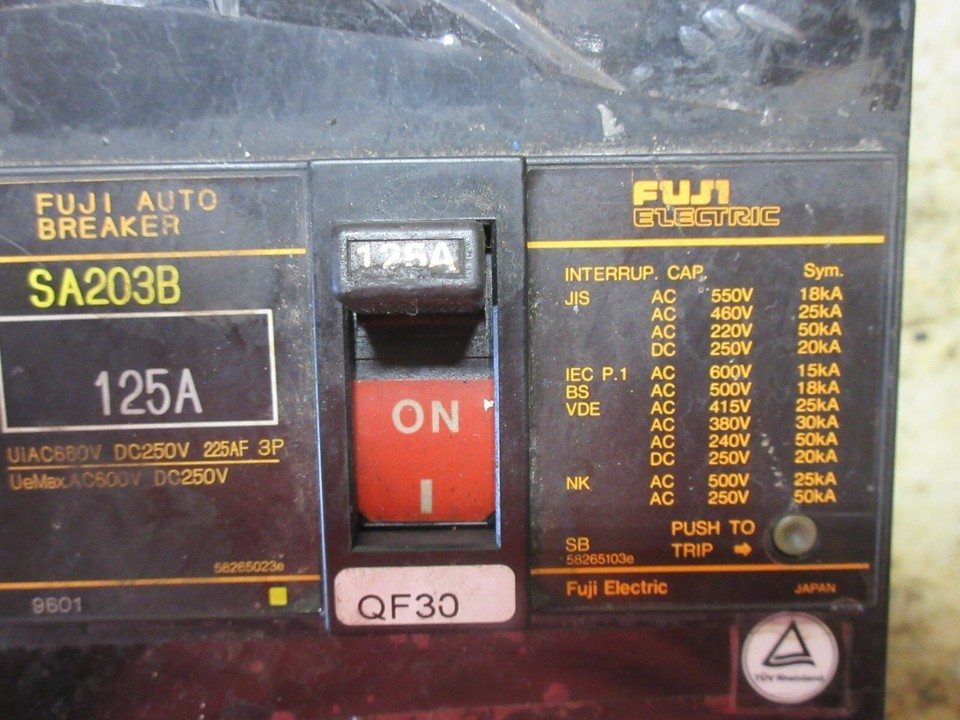 FUJI AUTO
BREAKER
SA203B
125A
UiAC660V DC250V 225AF 3P
UeMax.AC600V DC250V
58265023e
9601
125A
ON
I
QF30
FUJI
ELECTRIC
INTERRUP. CAP. Sym.
JIS AC 550V 18kA
AC 460V 25kA
AC 220V 50kA
DC 250V 20kA
IEC P.1 AC 600V 15kA
BS AC 500V 18kA
VDE AC 415V 25kA
AC 380V 30kA
AC 240V 50kA
DC 250V 20kA
NK AC 500V 25kA
AC 250V 50kA
PUSH TO
TRIP ➡
SB
58265103e
Fuji Electric JAPAN
TÜV Rheinland